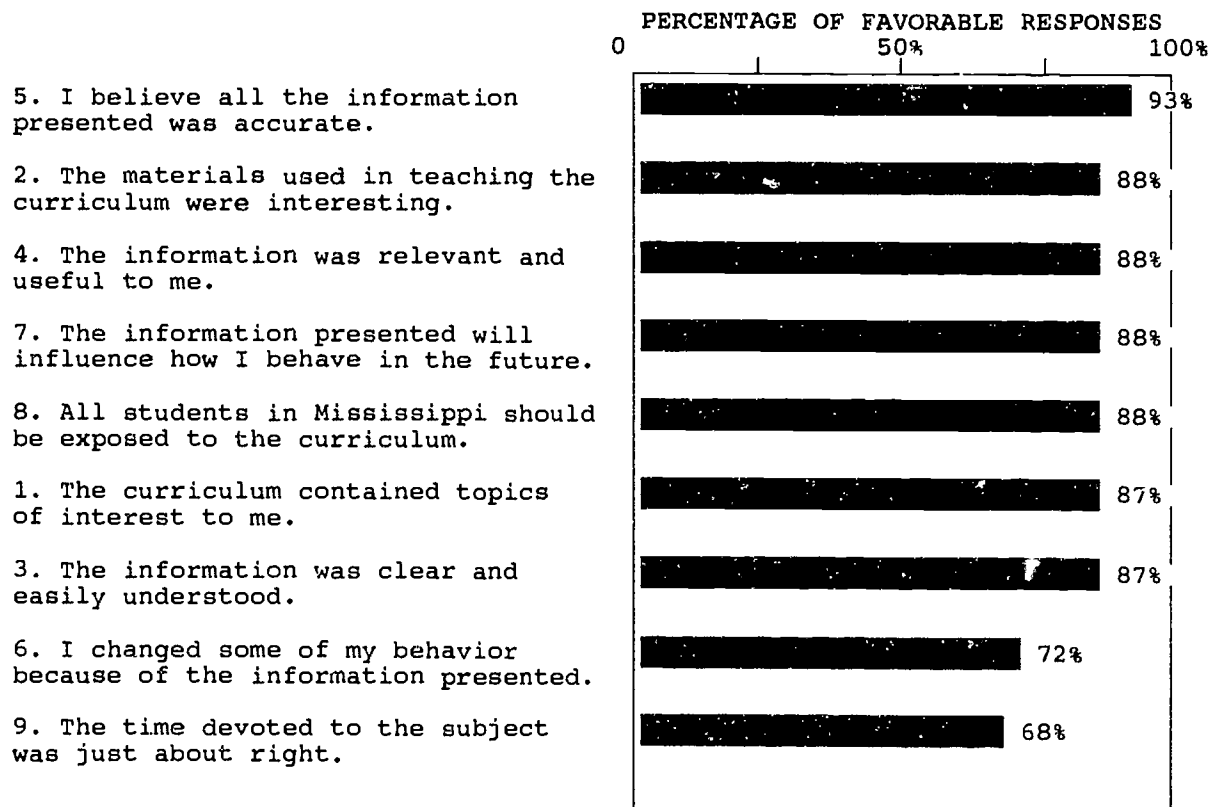 PERCENTAGE OF FAVORABLE RESPONSES
0 50% 100%
5. I believe all the information
presented was accurate.
93%
2. The materials used in teaching the
curriculum were interesting.
88%
4. The information was relevant and
useful to me.
88%
7. The information presented will
influence how I behave in the future.
88%
8. All students in Mississippi should
be exposed to the curriculum.
88%
1. The curriculum contained topics
of interest to me.
87%
3. The information was clear and
easily understood.
87%
6. I changed some of my behavior
because of the information presented.
72%
9. The time devoted to the subject
was just about right.
68%